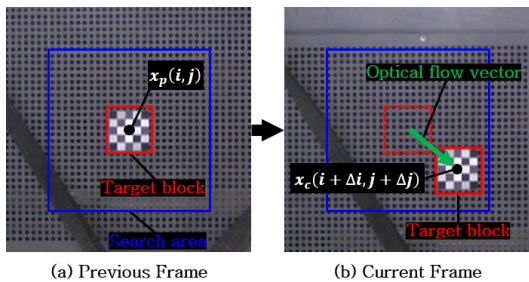 x_p(i, j)
Target block
Search area
(a) Previous Frame
Optical flow vector
x_c(i + Δi, j + Δj)
Target block
(b) Current Frame